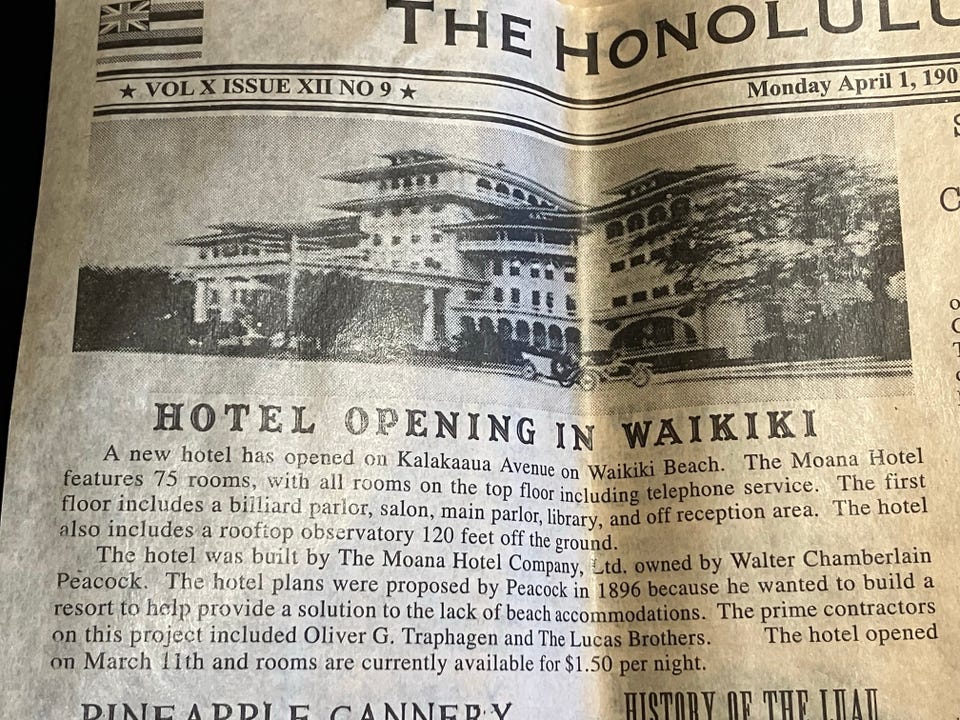 THE HONOLULU
★ VOL X ISSUE XII NO 9 ★ Monday April 1, 190
HOTEL OPENING IN WAIKIKI
A new hotel has opened on Kalakaaua Avenue on Waikiki Beach. The Moana Hotel
features 75 rooms, with all rooms on the top floor including telephone service. The first
floor includes a billiard parlor, salon, main parlor, library, and off reception area. The hotel
also includes a rooftop observatory 120 feet off the ground.
The hotel was built by The Moana Hotel Company, Ltd. owned by Walter Chamberlain
Peacock. The hotel plans were proposed by Peacock in 1896 because he wanted to build a
resort to help provide a solution to the lack of beach accommodations. The prime contractors
on this project included Oliver G. Traphagen and The Lucas Brothers. The hotel opened
on March 11th and rooms are currently available for $1.50 per night.
PINEAPPLE CANNERY
HISTORY OF THE LUAU